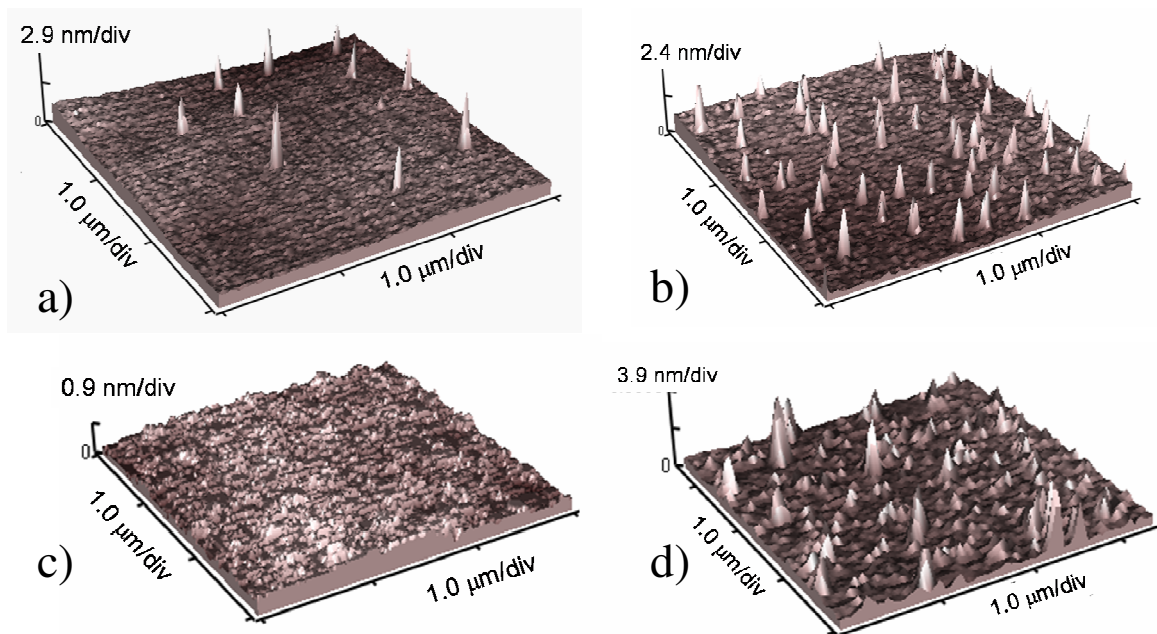 2.9 nm/div
0
1.0 μm/div
1.0 μm/div
a)
2.4 nm/div
0
1.0 μm/div
1.0 μm/div
b)
0.9 nm/div
0
1.0 μm/div
1.0 μm/div
c)
3.9 nm/div
0
1.0 μm/div
1.0 μm/div
d)